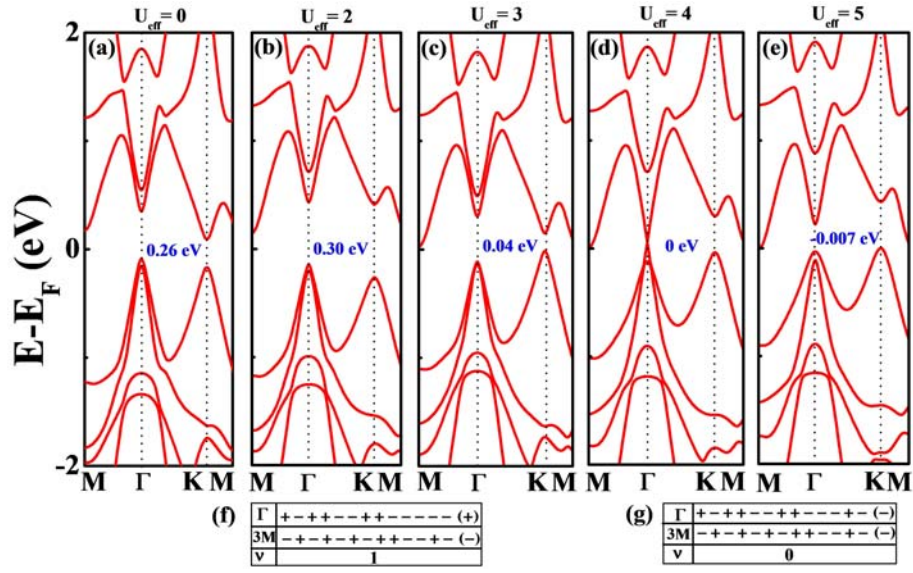 U_eff=0 U_eff=2 U_eff=3 U_eff=4 U_eff=5
2 (a) (b) (c) (d) (e)
E-E_F (eV)
0 0.26 eV 0.30 eV 0.04 eV 0 eV -0.007 eV
-2
M Γ K M M Γ K M M Γ K M M Γ K M M Γ K M
(f) (g)
Γ +-++--++-----(+) Γ +-++--++---+-(-)
3M -+-+-+-++--+-(-) 3M -+-+-+-++--+-(-)
ν 1 ν 0